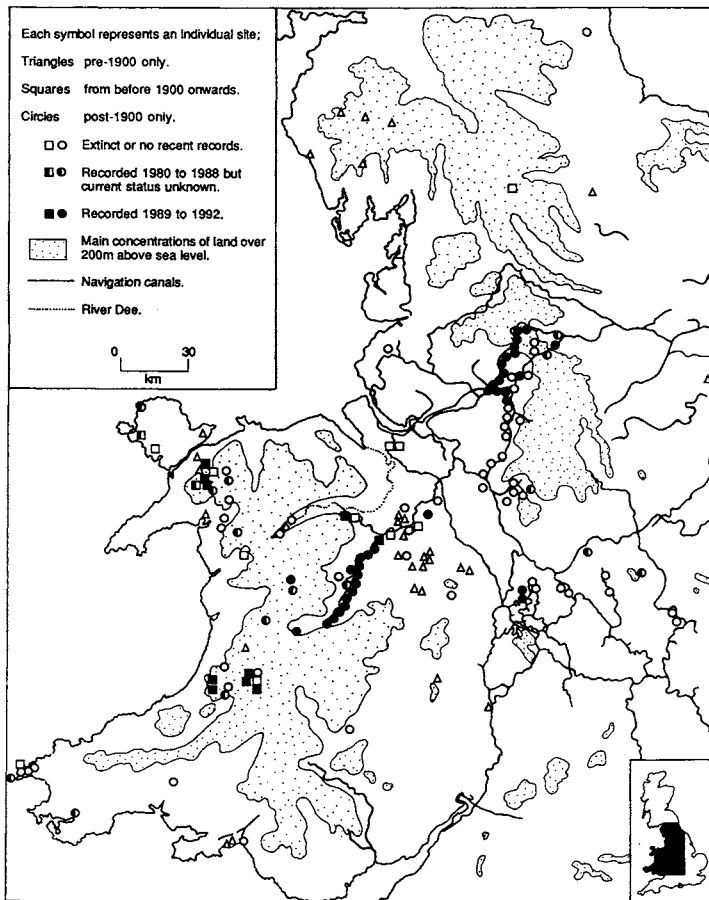 Each symbol represents an individual site;
Triangles pre-1900 only.
Squares from before 1900 onwards.
Circles post-1900 only.
Extinct or no recent records.
Recorded 1980 to 1988 but
current status unknown.
Recorded 1989 to 1992.
Main concentrations of land over
200m above sea level.
Navigation canals.
River Dee.
0 30
km